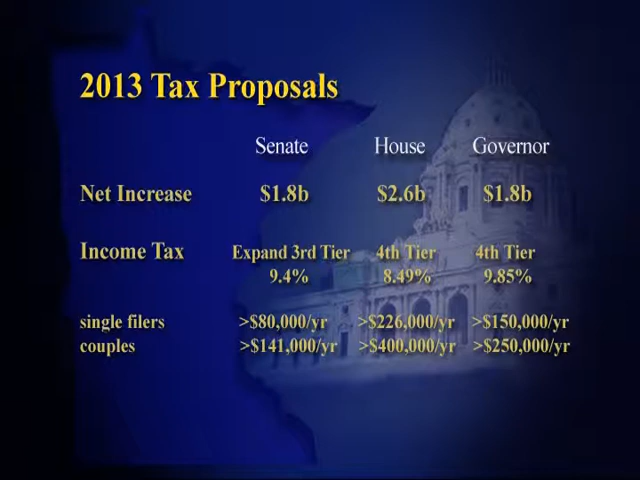 2013 Tax Proposals
Senate House Governor
Net Increase $1.8b $2.6b $1.8b
Income Tax Expand 3rd Tier 4th Tier 4th Tier
9.4% 8.49% 9.85%
single filers >$80,000/yr >$226,000/yr >$150,000/yr
couples >$141,000/yr >$400,000/yr >$250,000/yr